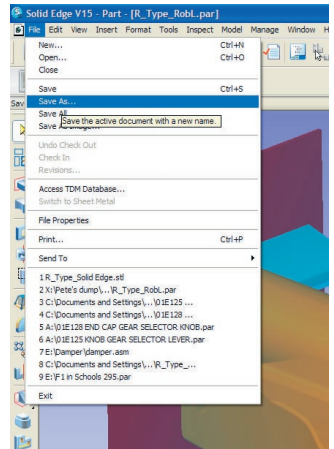 Solid Edge V15 - Part - [R_Type_RobL.par]
File Edit View Insert Format Tools Inspect Model Manage Window H
New... Ctrl+N
Open... Ctrl+O
Close
Save Ctrl+S
Save As...
Save All
Save the active document with a new name.
Save As Image...
Undo Check Out
Check In
Revisions...
Access TDM Database...
Switch to Sheet Metal
File Properties
Print... Ctrl+P
Send To
1 R_Type_Solid Edge.stl
2 X:\Pete's dump\...\R_Type_RobL.par
3 C:\Documents and Settings\...\01E125 ...
4 C:\Documents and Settings\...\01E128 ...
5 A:\01E128 END CAP GEAR SELECTOR KNOB.par
6 A:\01E125 KNOB GEAR SELECTOR LEVER.par
7 E:\Damper\damper.asm
8 C:\Documents and Settings\...\R_Type_...
9 E:\F1 in Schools 295.par
Exit
Sav